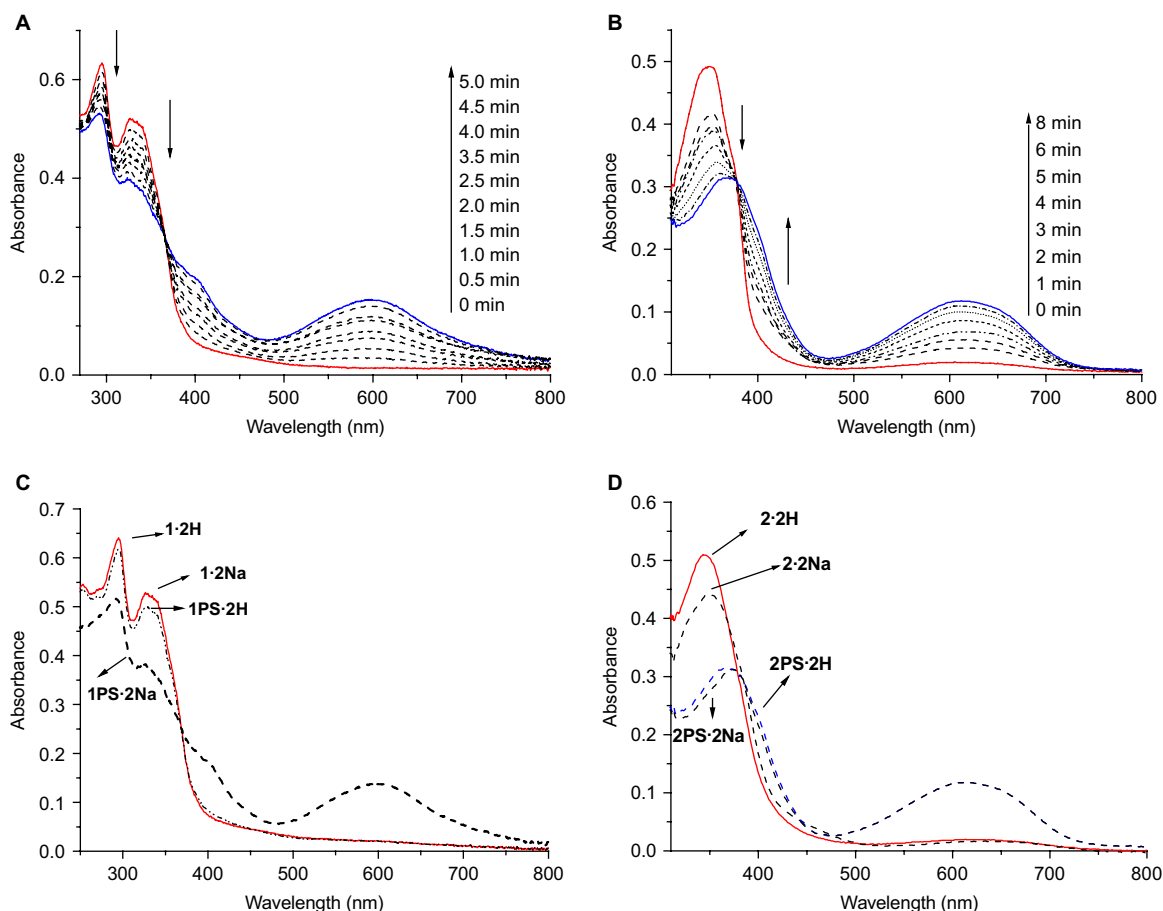 A
Absorbance
0.6
0.4
0.2
0.0
300
400
500
600
700
800
Wavelength (nm)
5.0 min
4.5 min
4.0 min
3.5 min
2.5 min
2.0 min
1.5 min
1.0 min
0.5 min
0 min
B
Absorbance
0.5
0.4
0.3
0.2
0.1
0.0
400
500
600
700
800
Wavelength (nm)
8 min
6 min
5 min
4 min
3 min
2 min
1 min
0 min
C
Absorbance
0.7
0.6
0.5
0.4
0.3
0.2
0.1
0.0
300
400
500
600
700
800
Wavelength (nm)
1·2H
1·2Na
1PS·2H
1PS·2Na
D
Absorbance
0.6
0.5
0.4
0.3
0.2
0.1
0.0
400
500
600
700
800
Wavelength (nm)
2·2H
2·2Na
2PS·2H
2PS·2Na